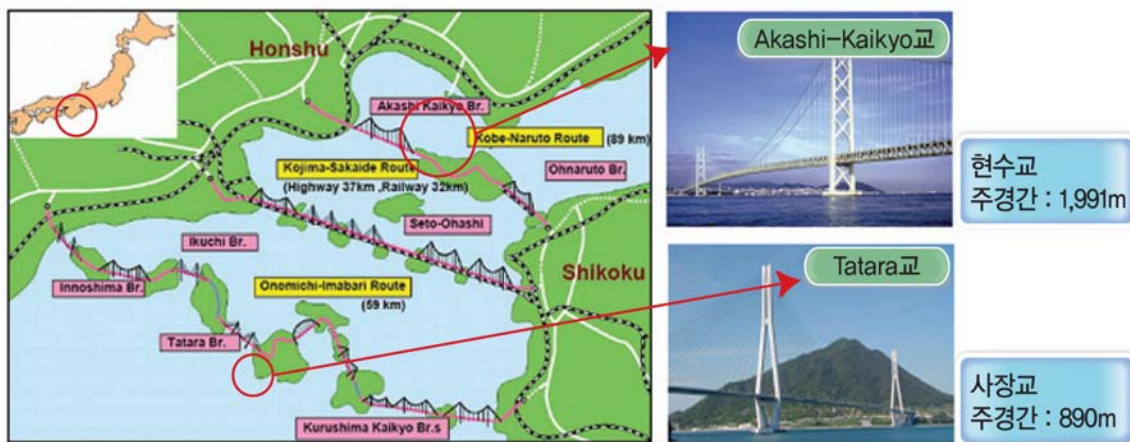 Honshu
Akashi Kaikyo Br.
Kobe-Naruto Route (89 km)
Kojima-Sakaide Route
(Highway 37km ,Railway 32km)
Ohnaruto Br.
Seto-Ohashi
Ikuchi Br.
Shikoku
Innoshima Br.
Onomichi-Imabari Route
(59 km)
Tatara Br.
Kurushima Kaikyo Br.s
Akashi-Kaikyo교
현수교
주경간 : 1,991m
Tatara교
사장교
주경간 : 890m